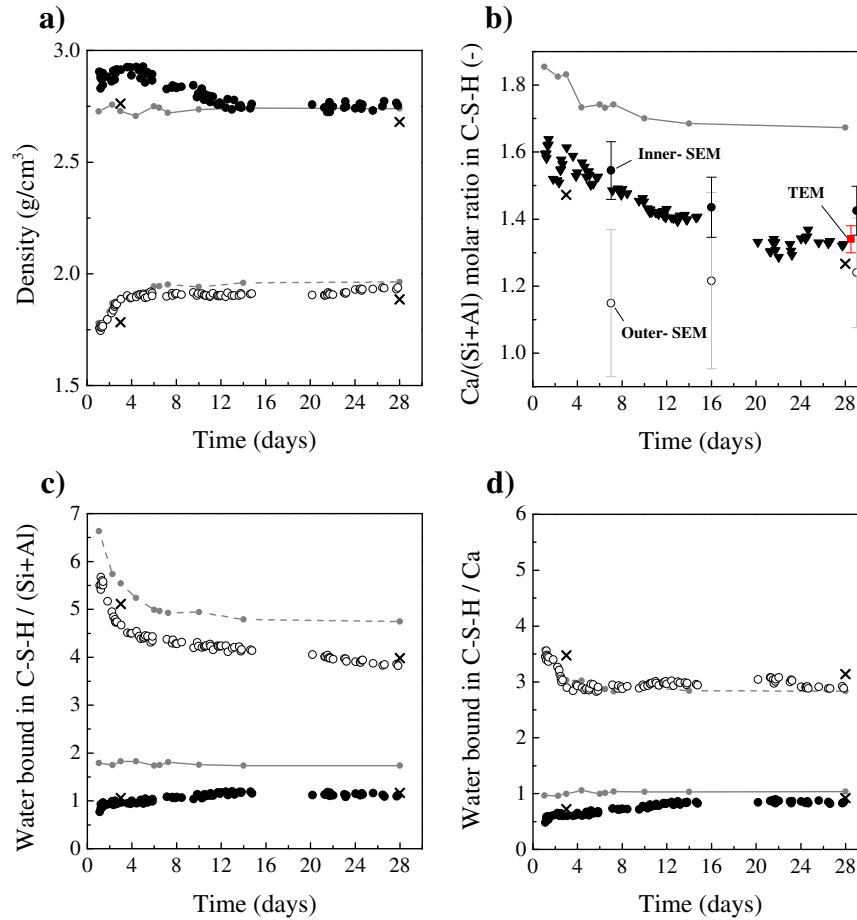 a)
Density (g/cm³)
3.0
2.5
2.0
1.5
0 4 8 12 16 20 24 28
Time (days)
b)
Ca/(Si+Al) molar ratio in C-S-H (-)
1.8
1.6
1.4
1.2
1.0
Inner- SEM
TEM
Outer- SEM
0 4 8 12 16 20 24 28
Time (days)
c)
Water bound in C-S-H / (Si+Al)
7
6
5
4
3
2
1
0
0 4 8 12 16 20 24 28
Time (days)
d)
Water bound in C-S-H / Ca
6
5
4
3
2
1
0
0 4 8 12 16 20 24 28
Time (days)